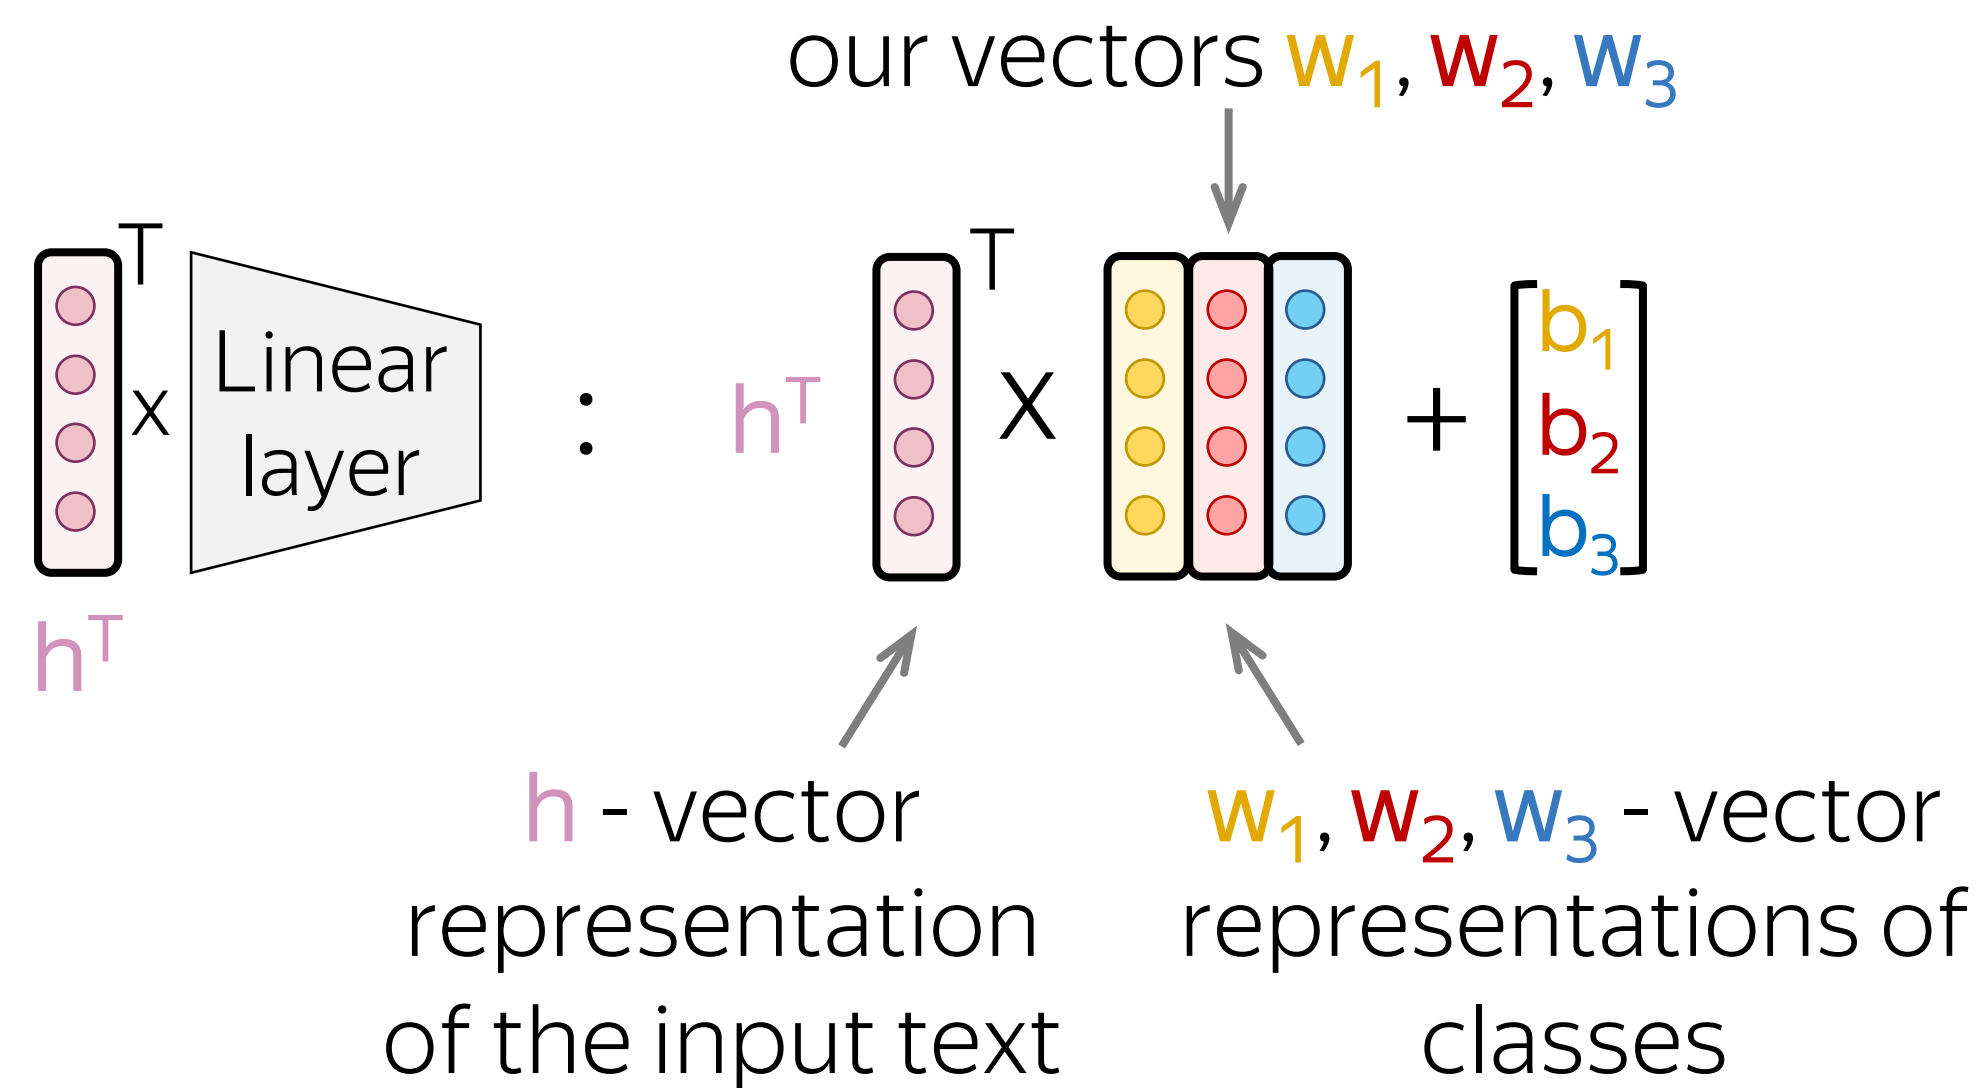 our vectors w₁, w₂, w₃
T
x
Linear
layer
hᵀ
:
hᵀ
T
X
+
b₁
b₂
b₃
h - vector
representation
of the input text
w₁, w₂, w₃ - vector
representations of
classes